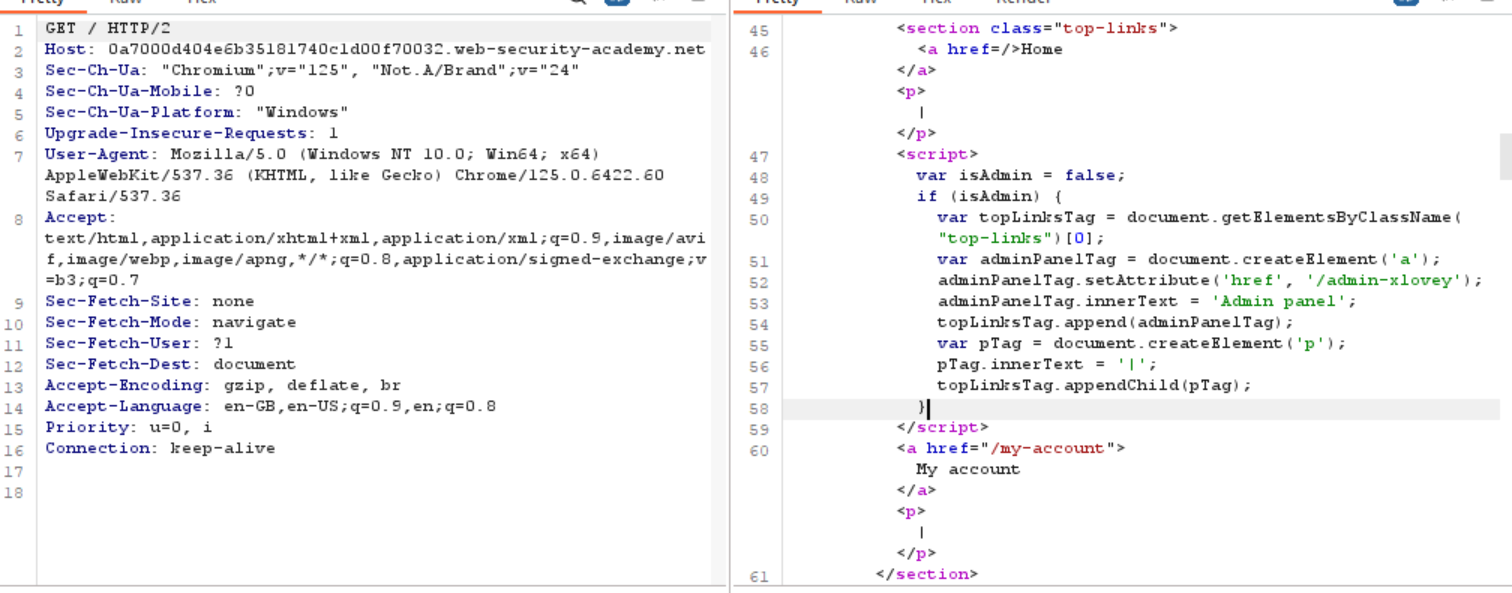 Pretty Raw Hex
1 GET / HTTP/2
2 Host: 0a7000d404e6b35181740c1d00f70032.web-security-academy.net
3 Sec-Ch-Ua: "Chromium";v="125", "Not.A/Brand";v="24"
4 Sec-Ch-Ua-Mobile: ?0
5 Sec-Ch-Ua-Platform: "Windows"
6 Upgrade-Insecure-Requests: 1
7 User-Agent: Mozilla/5.0 (Windows NT 10.0; Win64; x64)
AppleWebKit/537.36 (KHTML, like Gecko) Chrome/125.0.6422.60
Safari/537.36
8 Accept:
text/html,application/xhtml+xml,application/xml;q=0.9,image/avi
f,image/webp,image/apng,*/*;q=0.8,application/signed-exchange;v
=b3;q=0.7
9 Sec-Fetch-Site: none
10 Sec-Fetch-Mode: navigate
11 Sec-Fetch-User: ?1
12 Sec-Fetch-Dest: document
13 Accept-Encoding: gzip, deflate, br
14 Accept-Language: en-GB,en-US;q=0.9,en;q=0.8
15 Priority: u=0, i
16 Connection: keep-alive
17
18
Pretty Raw Hex Render
45 <section class="top-links">
46 <a href=/>Home
</a>
<p>
|
</p>
47 <script>
48 var isAdmin = false;
49 if (isAdmin) {
50 var topLinksTag = document.getElementsByClassName(
"top-links")[0];
51 var adminPanelTag = document.createElement('a');
52 adminPanelTag.setAttribute('href', '/admin-xlovey');
53 adminPanelTag.innerText = 'Admin panel';
54 topLinksTag.append(adminPanelTag);
55 var pTag = document.createElement('p');
56 pTag.innerText = '|';
57 topLinksTag.appendChild(pTag);
58 }
59 </script>
60 <a href="/my-account">
My account
</a>
<p>
|
</p>
61 </section>